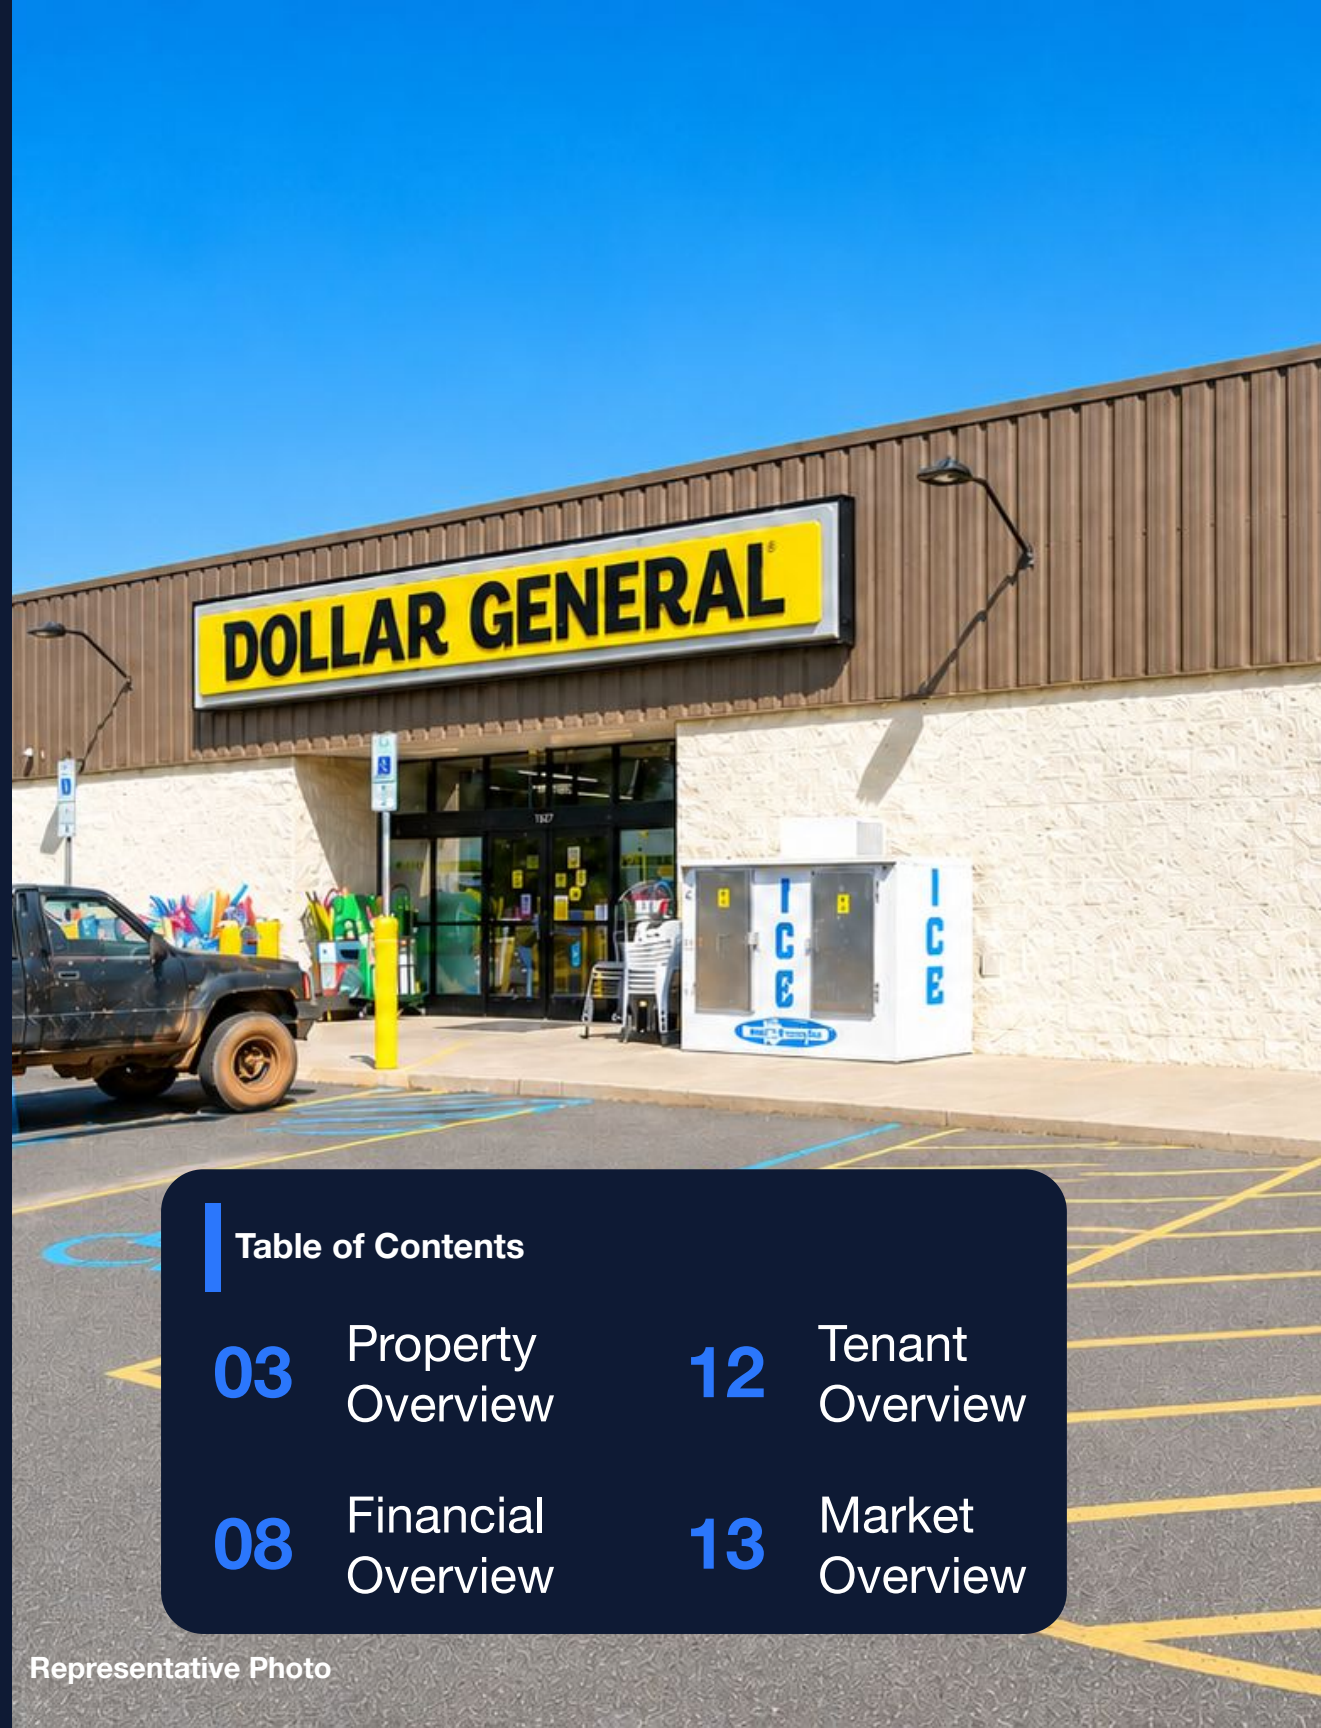 DOLLAR GENERAL®
1527
ICE
ICE
Table of Contents
03 Property Overview
12 Tenant Overview
08 Financial Overview
13 Market Overview
Representative Photo